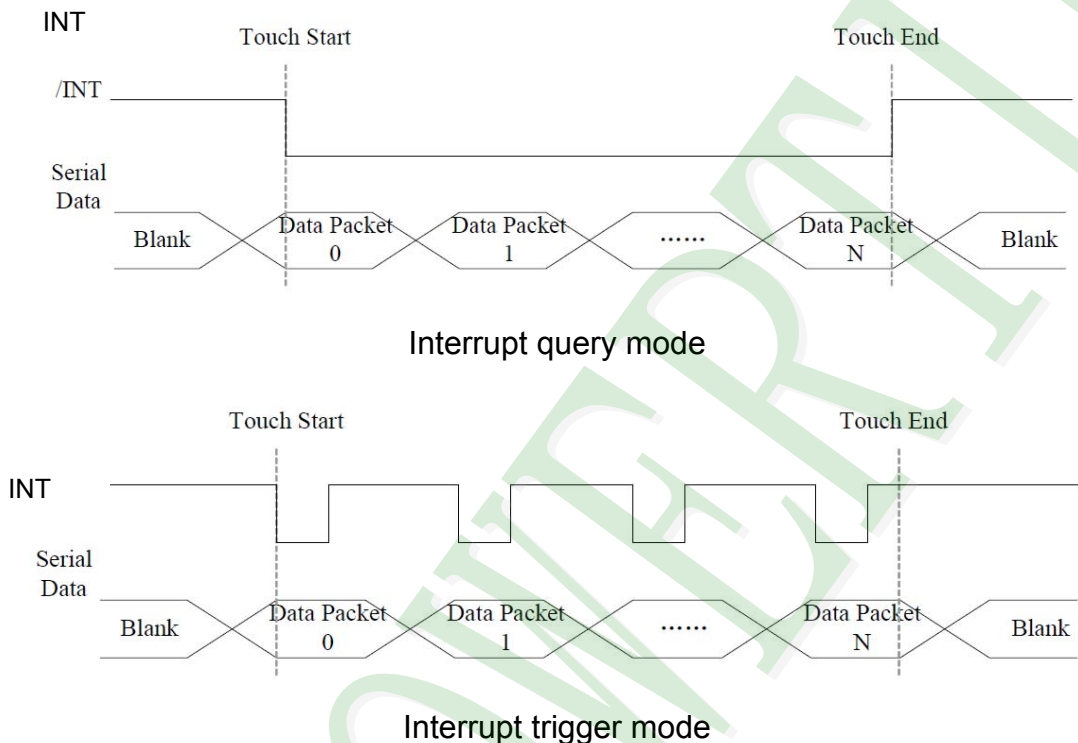 INT
Touch Start Touch End
/INT
Serial
Data
Blank Data Packet Data Packet ...... Data Packet Blank
0 1 N
Interrupt query mode
Touch Start Touch End
INT
Serial
Data
Blank Data Packet Data Packet ...... Data Packet Blank
0 1 N
Interrupt trigger mode